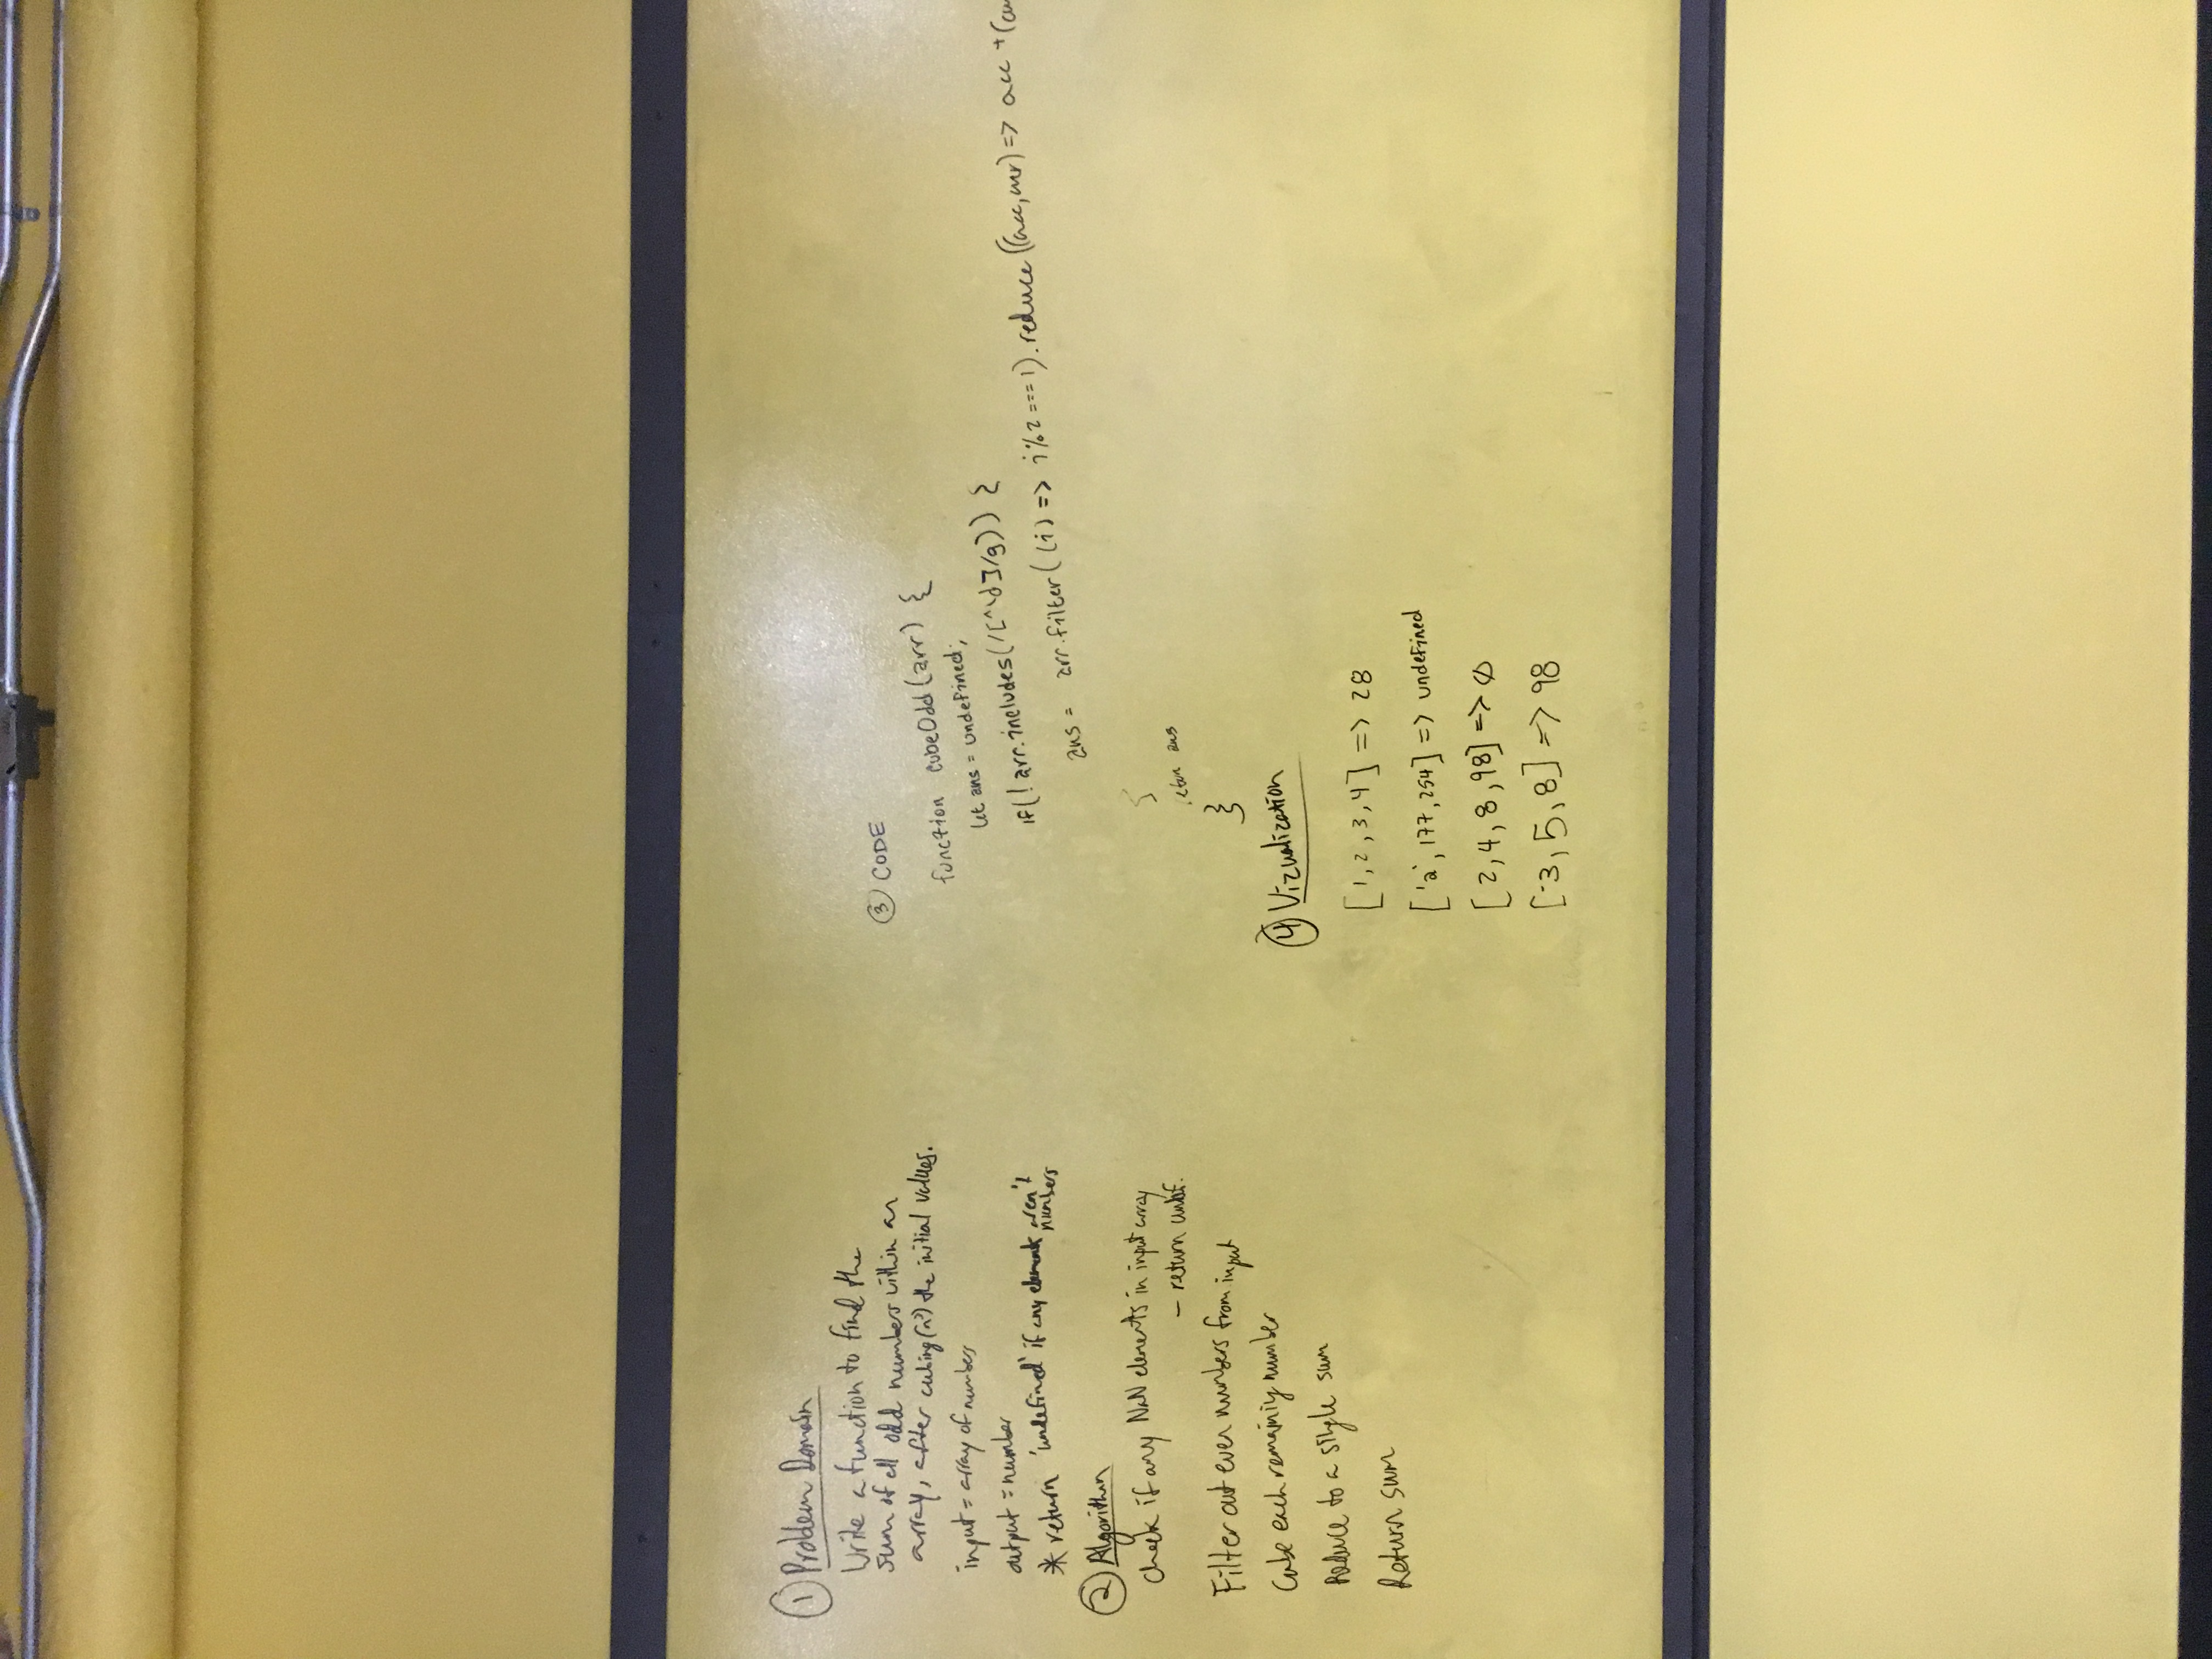 ① Problem Domain
Write a function to find the
sum of all odd numbers within an
array, after cubing (n³) the initial values.
input = array of numbers
output = number
* return 'undefined' if any elements aren't
numbers
② Algorithm
Check if any NaN elements in input array
— return undef.
Filter out even numbers from input
Cube each remaining number
Reduce to a single sum
Return sum
③ CODE
function cubeOdd(arr) {
let ans = undefined;
if(! arr.includes(/[^\d]/g)) {
ans = arr.filter((i) => i%2 === 1).reduce((acc, curr) => acc + (cu
}
return ans
}
④ Vizualization
[1,2,3,4] => 28
['a', 177, 254] => undefined
[2,4,8,98] => ∅
[-3,5,8] => 98